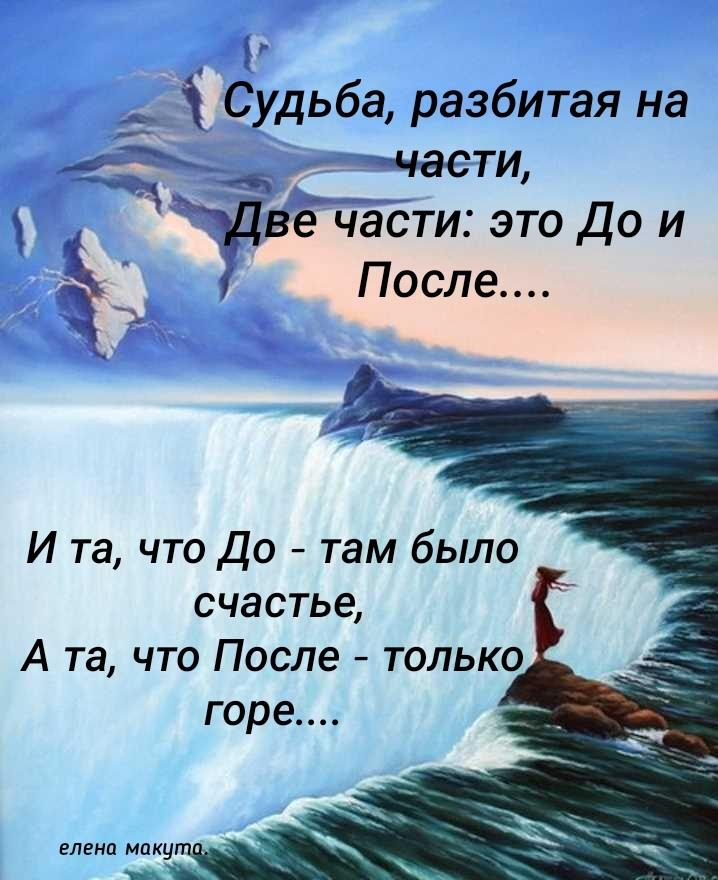 Судьба, разбитая на
части,
Две части: это До и
После....
И та, что До - там было
счастье,
А та, что После - только
горе....
елена макута.